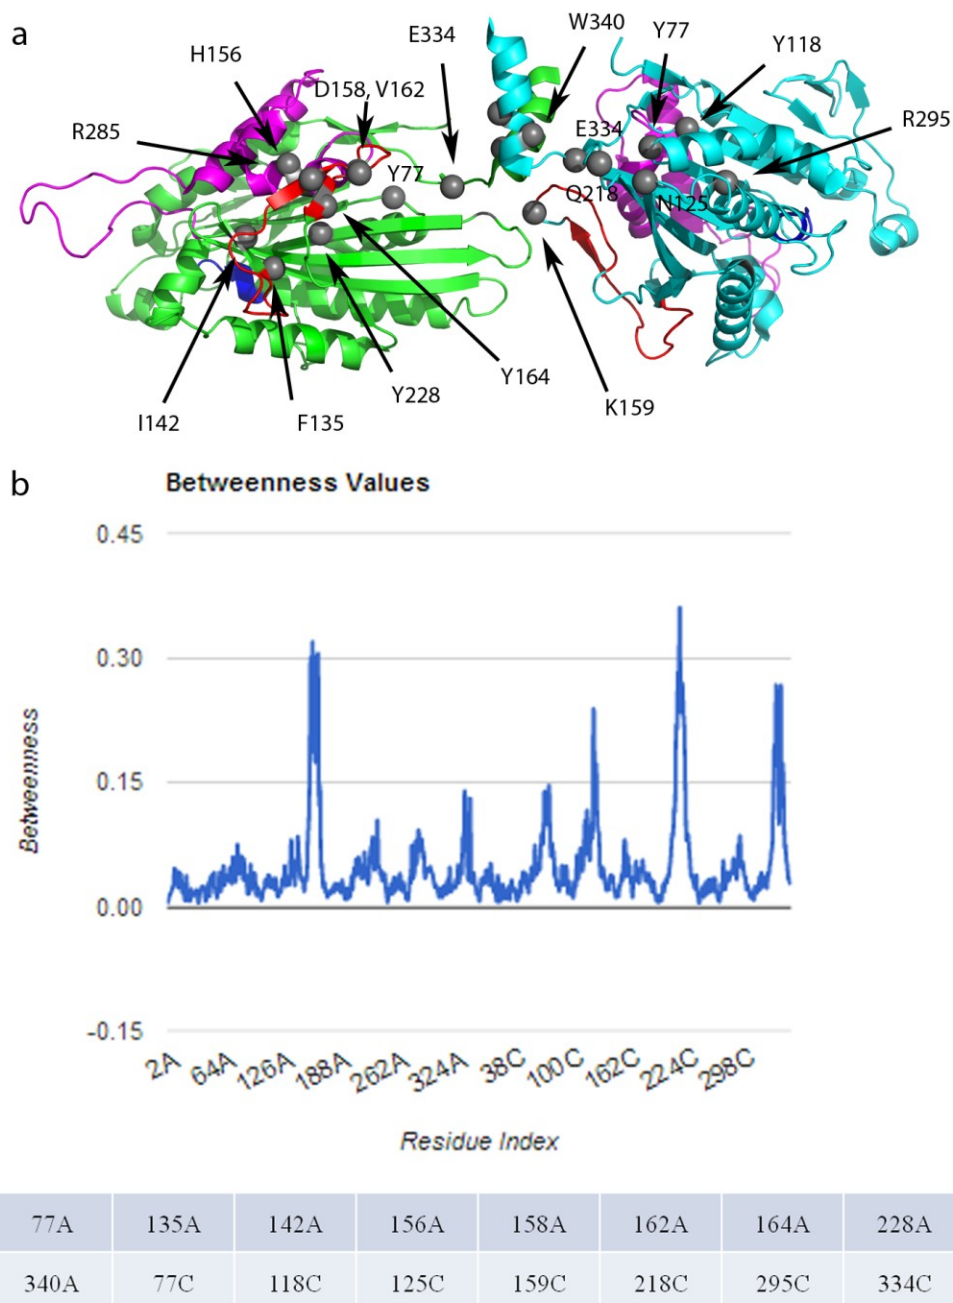 a
E334
W340
Y77
Y118
H156
D158, V162
R285
R295
E334
Y77
Q218
N125
Y164
Y228
K159
I142
F135
b
Betweenness Values
0.45
0.30
0.15
0.00
-0.15
Betweenness
2A 64A 126A 188A 262A 324A 38C 100C 162C 224C 298C
Residue Index
77A 135A 142A 156A 158A 162A 164A 228A
340A 77C 118C 125C 159C 218C 295C 334C